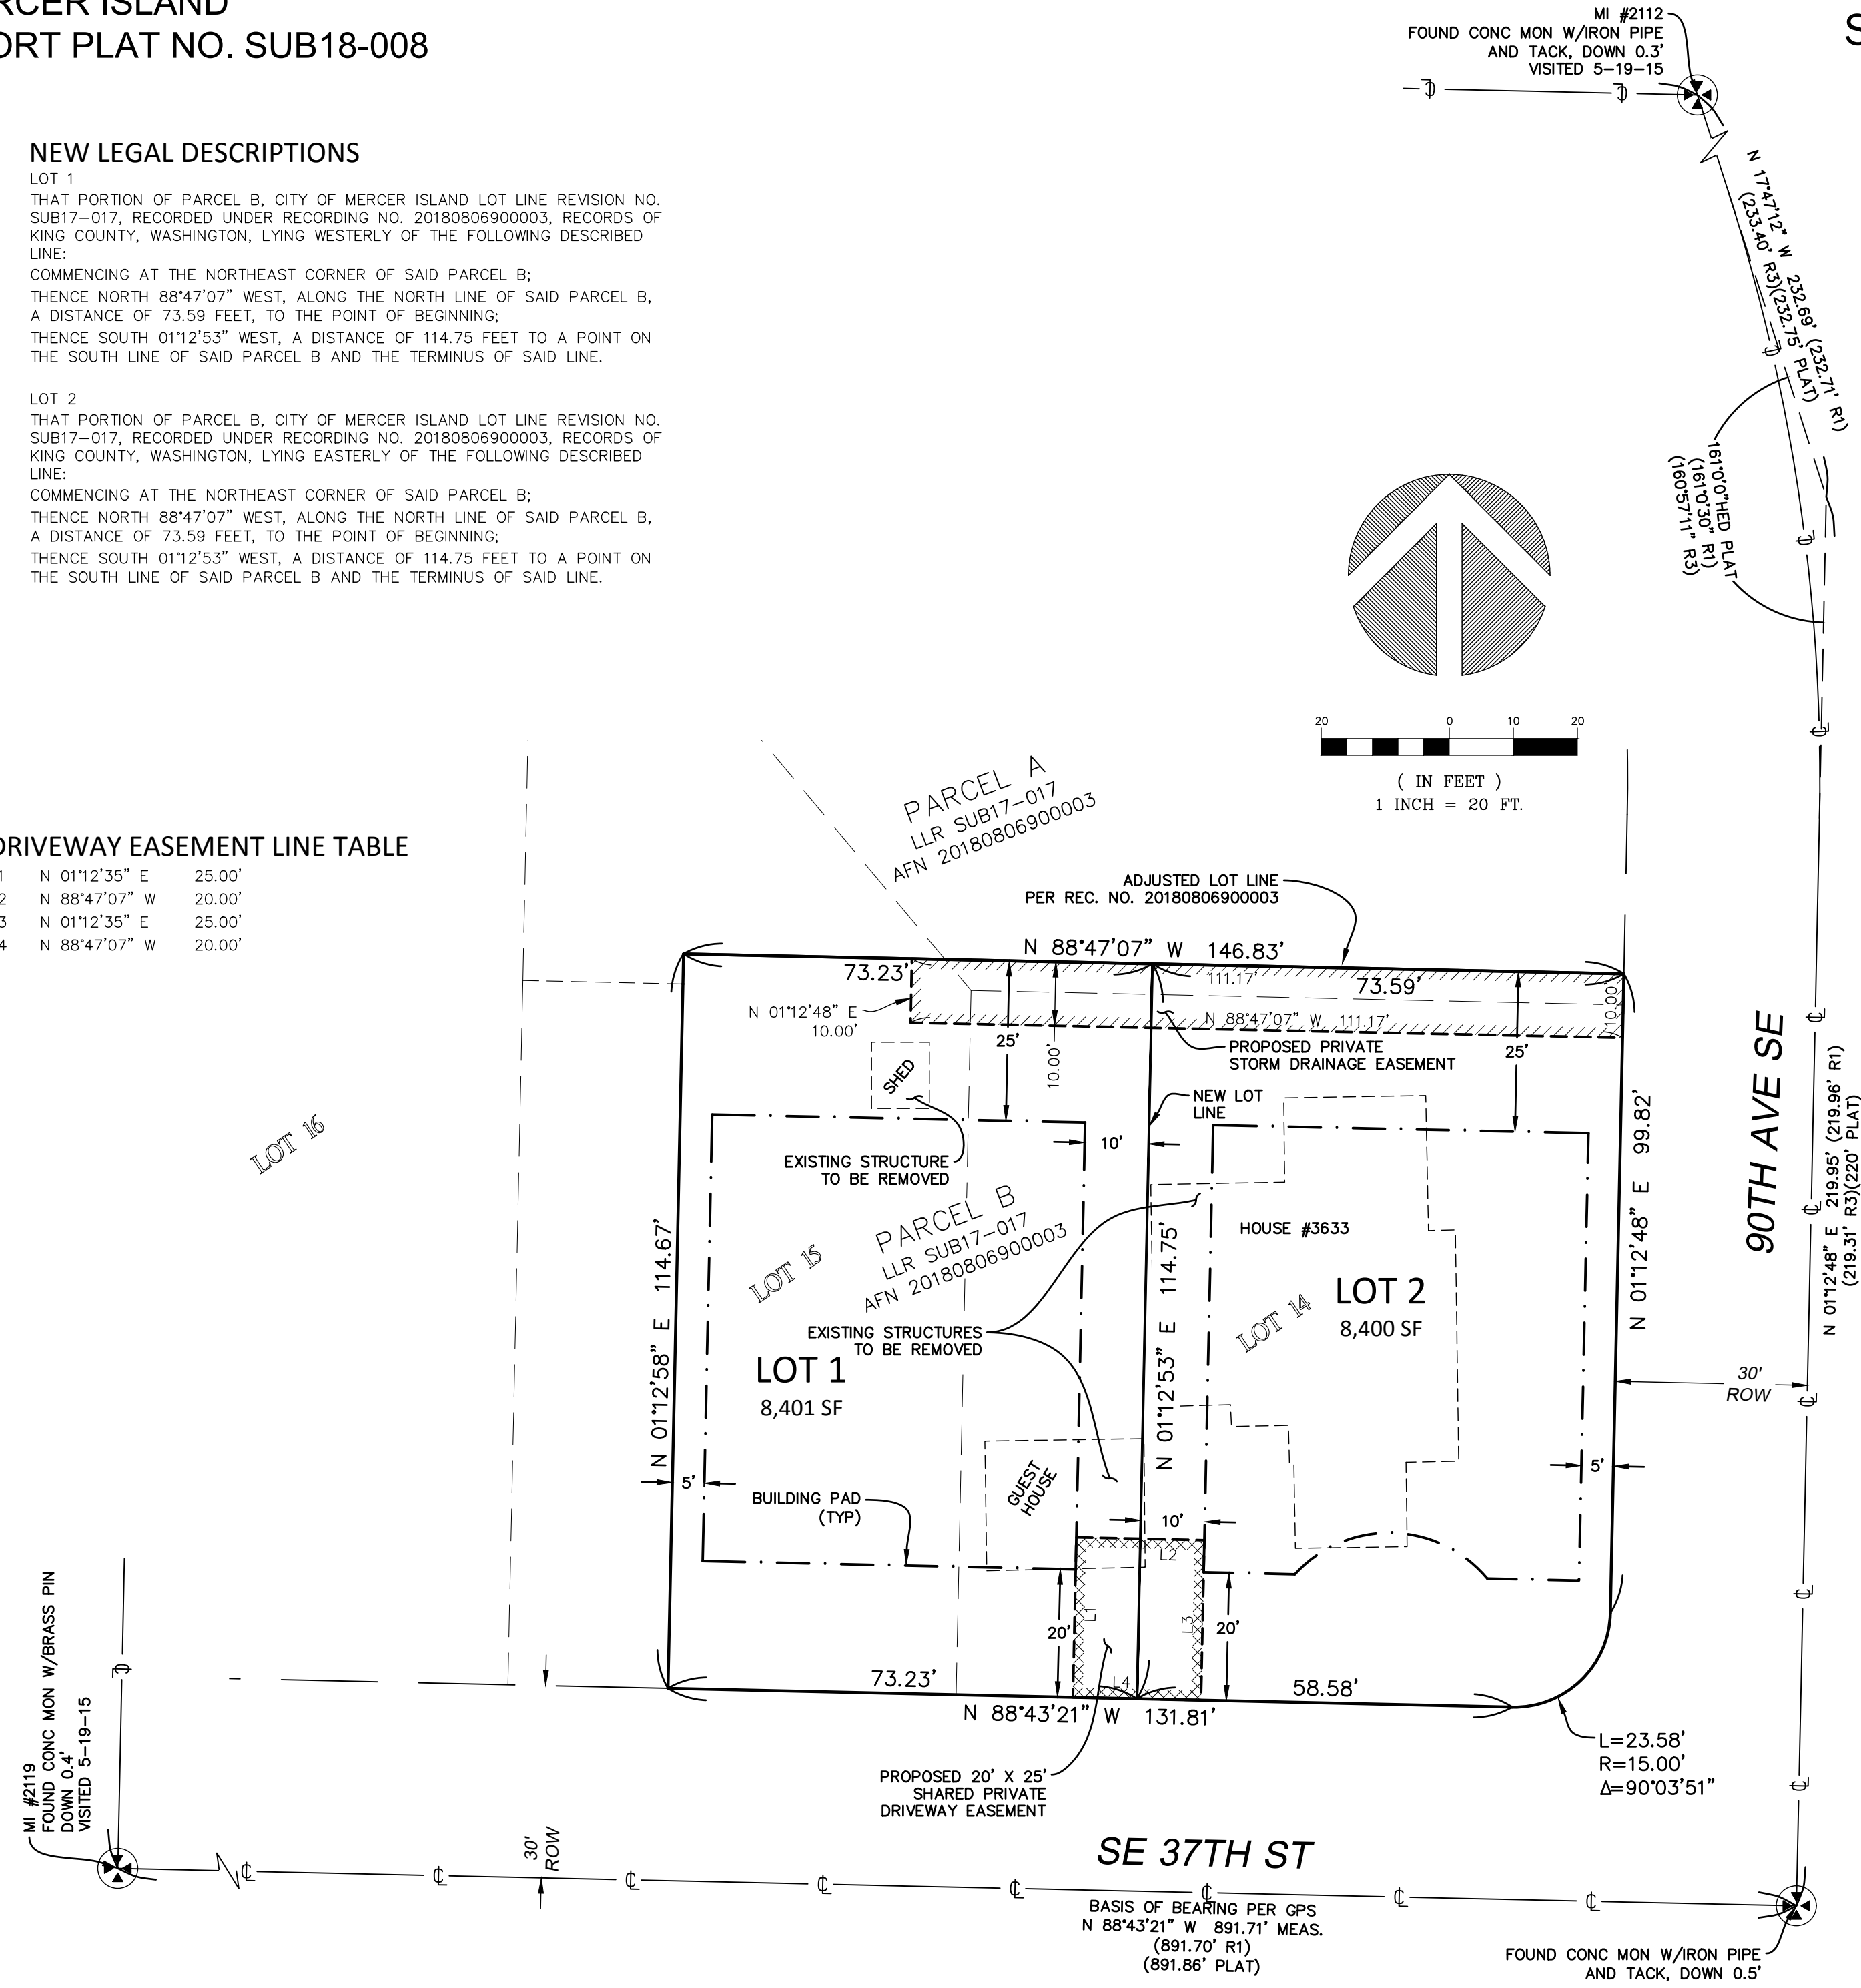 RCER ISLAND
ORT PLAT NO. SUB18-008
S
MI #2112
FOUND CONC MON W/IRON PIPE
AND TACK, DOWN 0.3'
VISITED 5-19-15
NEW LEGAL DESCRIPTIONS
LOT 1
THAT PORTION OF PARCEL B, CITY OF MERCER ISLAND LOT LINE REVISION NO.
SUB17-017, RECORDED UNDER RECORDING NO. 20180806900003, RECORDS OF
KING COUNTY, WASHINGTON, LYING WESTERLY OF THE FOLLOWING DESCRIBED
LINE:
COMMENCING AT THE NORTHEAST CORNER OF SAID PARCEL B;
THENCE NORTH 88°47'07" WEST, ALONG THE NORTH LINE OF SAID PARCEL B,
A DISTANCE OF 73.59 FEET, TO THE POINT OF BEGINNING;
THENCE SOUTH 01°12'53" WEST, A DISTANCE OF 114.75 FEET TO A POINT ON
THE SOUTH LINE OF SAID PARCEL B AND THE TERMINUS OF SAID LINE.
LOT 2
THAT PORTION OF PARCEL B, CITY OF MERCER ISLAND LOT LINE REVISION NO.
SUB17-017, RECORDED UNDER RECORDING NO. 20180806900003, RECORDS OF
KING COUNTY, WASHINGTON, LYING EASTERLY OF THE FOLLOWING DESCRIBED
LINE:
COMMENCING AT THE NORTHEAST CORNER OF SAID PARCEL B;
THENCE NORTH 88°47'07" WEST, ALONG THE NORTH LINE OF SAID PARCEL B,
A DISTANCE OF 73.59 FEET, TO THE POINT OF BEGINNING;
THENCE SOUTH 01°12'53" WEST, A DISTANCE OF 114.75 FEET TO A POINT ON
THE SOUTH LINE OF SAID PARCEL B AND THE TERMINUS OF SAID LINE.
N 17°47'12" W 232.69' (232.71' R1)
(233.40' R3)(232.75' PLAT)
161°0'0"HED PLAT
(161°0'30" R1)
(160°57'11" R3)
20 0 10 20
( IN FEET )
1 INCH = 20 FT.
DRIVEWAY EASEMENT LINE TABLE
1 N 01°12'35" E 25.00'
2 N 88°47'07" W 20.00'
3 N 01°12'35" E 25.00'
4 N 88°47'07" W 20.00'
PARCEL A
LLR SUB17-017
AFN 20180806900003
ADJUSTED LOT LINE
PER REC. NO. 20180806900003
N 88°47'07" W 146.83'
73.23'
111.17'
73.59'
10.00'
N 01°12'48" E
10.00'
N 88°47'07" W 111.17'
25'
10.00'
25'
PROPOSED PRIVATE
STORM DRAINAGE EASEMENT
SHED
NEW LOT
LINE
10'
EXISTING STRUCTURE
TO BE REMOVED
LOT 16
PARCEL B
LLR SUB17-017
AFN 20180806900003
LOT 15
HOUSE #3633
LOT 2
8,400 SF
LOT 14
EXISTING STRUCTURES
TO BE REMOVED
LOT 1
8,401 SF
N 01°12'58" E 114.67'
N 01°12'53" E 114.75'
N 01°12'48" E 99.82'
90TH AVE SE
N 01°12'48" E 219.95' (219.96' R1)
(219.31' R3)(220' PLAT)
30'
ROW
5'
5'
BUILDING PAD
(TYP)
GUEST
HOUSE
10'
L2
L1
L3
L4
20'
20'
73.23'
58.58'
N 88°43'21" W 131.81'
L=23.58'
R=15.00'
Δ=90°03'51"
PROPOSED 20' X 25'
SHARED PRIVATE
DRIVEWAY EASEMENT
MI #2119
FOUND CONC MON W/BRASS PIN
DOWN 0.4'
VISITED 5-19-15
30'
ROW
SE 37TH ST
BASIS OF BEARING PER GPS
N 88°43'21" W 891.71' MEAS.
(891.70' R1)
(891.86' PLAT)
FOUND CONC MON W/IRON PIPE
AND TACK, DOWN 0.5'